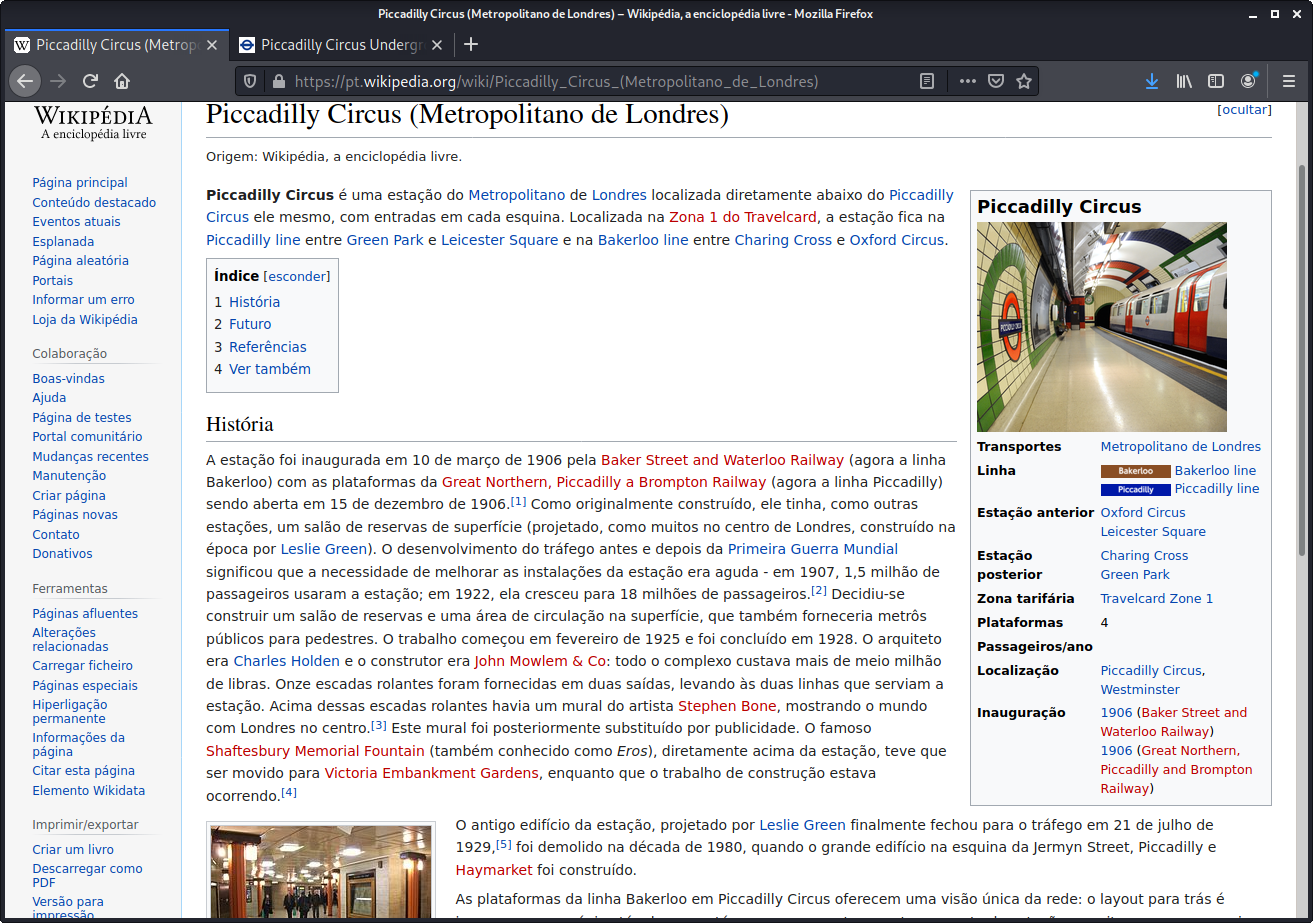 Piccadilly Circus (Metropolitano de Londres) – Wikipédia, a enciclopédia livre - Mozilla Firefox
Piccadilly Circus (Metrop
Piccadilly Circus Undergr
https://pt.wikipedia.org/wiki/Piccadilly_Circus_(Metropolitano_de_Londres)
WIKIPÉDIA
A enciclopédia livre
Página principal
Conteúdo destacado
Eventos atuais
Esplanada
Página aleatória
Portais
Informar um erro
Loja da Wikipédia
Colaboração
Boas-vindas
Ajuda
Página de testes
Portal comunitário
Mudanças recentes
Manutenção
Criar página
Páginas novas
Contato
Donativos
Ferramentas
Páginas afluentes
Alterações
relacionadas
Carregar ficheiro
Páginas especiais
Hiperligação
permanente
Informações da
página
Citar esta página
Elemento Wikidata
Imprimir/exportar
Criar um livro
Descarregar como
PDF
Versão para
impressão
Piccadilly Circus (Metropolitano de Londres)
[ocultar]
Origem: Wikipédia, a enciclopédia livre.
Piccadilly Circus é uma estação do Metropolitano de Londres localizada diretamente abaixo do Piccadilly
Circus ele mesmo, com entradas em cada esquina. Localizada na Zona 1 do Travelcard, a estação fica na
Piccadilly line entre Green Park e Leicester Square e na Bakerloo line entre Charing Cross e Oxford Circus.
Índice [esconder]
1 História
2 Futuro
3 Referências
4 Ver também
História
A estação foi inaugurada em 10 de março de 1906 pela Baker Street and Waterloo Railway (agora a linha
Bakerloo) com as plataformas da Great Northern, Piccadilly a Brompton Railway (agora a linha Piccadilly)
sendo aberta em 15 de dezembro de 1906.[1] Como originalmente construído, ele tinha, como outras
estações, um salão de reservas de superfície (projetado, como muitos no centro de Londres, construído na
época por Leslie Green). O desenvolvimento do tráfego antes e depois da Primeira Guerra Mundial
significou que a necessidade de melhorar as instalações da estação era aguda - em 1907, 1,5 milhão de
passageiros usaram a estação; em 1922, ela cresceu para 18 milhões de passageiros.[2] Decidiu-se
construir um salão de reservas e uma área de circulação na superfície, que também forneceria metrôs
públicos para pedestres. O trabalho começou em fevereiro de 1925 e foi concluído em 1928. O arquiteto
era Charles Holden e o construtor era John Mowlem & Co: todo o complexo custava mais de meio milhão
de libras. Onze escadas rolantes foram fornecidas em duas saídas, levando às duas linhas que serviam a
estação. Acima dessas escadas rolantes havia um mural do artista Stephen Bone, mostrando o mundo
com Londres no centro.[3] Este mural foi posteriormente substituído por publicidade. O famoso
Shaftesbury Memorial Fountain (também conhecido como Eros), diretamente acima da estação, teve que
ser movido para Victoria Embankment Gardens, enquanto que o trabalho de construção estava
ocorrendo.[4]
O antigo edifício da estação, projetado por Leslie Green finalmente fechou para o tráfego em 21 de julho de
1929,[5] foi demolido na década de 1980, quando o grande edifício na esquina da Jermyn Street, Piccadilly e
Haymarket foi construído.
As plataformas da linha Bakerloo em Piccadilly Circus oferecem uma visão única da rede: o layout para trás é
Piccadilly Circus
PICCADILLY CIRCUS
Transportes Metropolitano de Londres
Linha Bakerloo Bakerloo line
Piccadilly Piccadilly line
Estação anterior Oxford Circus
Leicester Square
Estação posterior Charing Cross
Green Park
Zona tarifária Travelcard Zone 1
Plataformas 4
Passageiros/ano
Localização Piccadilly Circus,
Westminster
Inauguração 1906 (Baker Street and
Waterloo Railway)
1906 (Great Northern,
Piccadilly and Brompton
Railway)